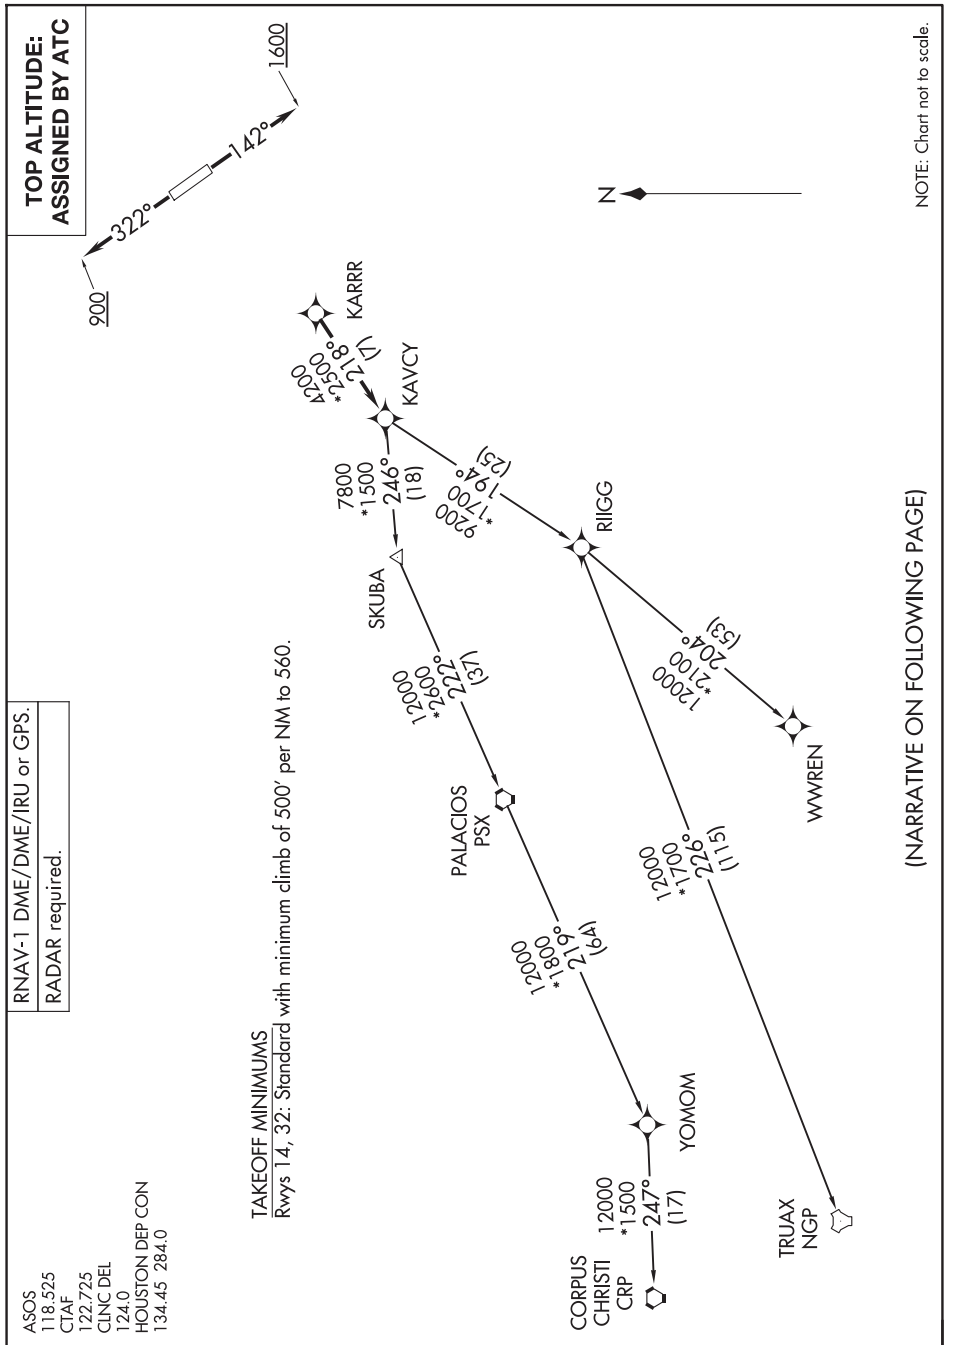 ASOS
118.525
CTAF
122.725
CLNC DEL
124.0
HOUSTON DEP CON
134.45 284.0
RNAV-1 DME/DME/IRU or GPS.
RADAR required.
TOP ALTITUDE:
ASSIGNED BY ATC
900
322°
142°
1600
TAKEOFF MINIMUMS
Rwys 14, 32: Standard with minimum climb of 500' per NM to 560.
KARRR
4200
*2500
218°
(7)
KAVCY
7800
*1500
246°
(18)
SKUBA
9200
*1700
194°
(25)
RIIGG
12000
*2600
222°
(37)
PALACIOS
PSX
12000
*2100
204°
(53)
WWREN
12000
*1800
219°
(64)
YOMOM
12000
*1700
226°
(115)
TRUAX
NGP
12000
*1500
247°
(17)
CORPUS
CHRISTI
CRP
N
(NARRATIVE ON FOLLOWING PAGE)
NOTE: Chart not to scale.